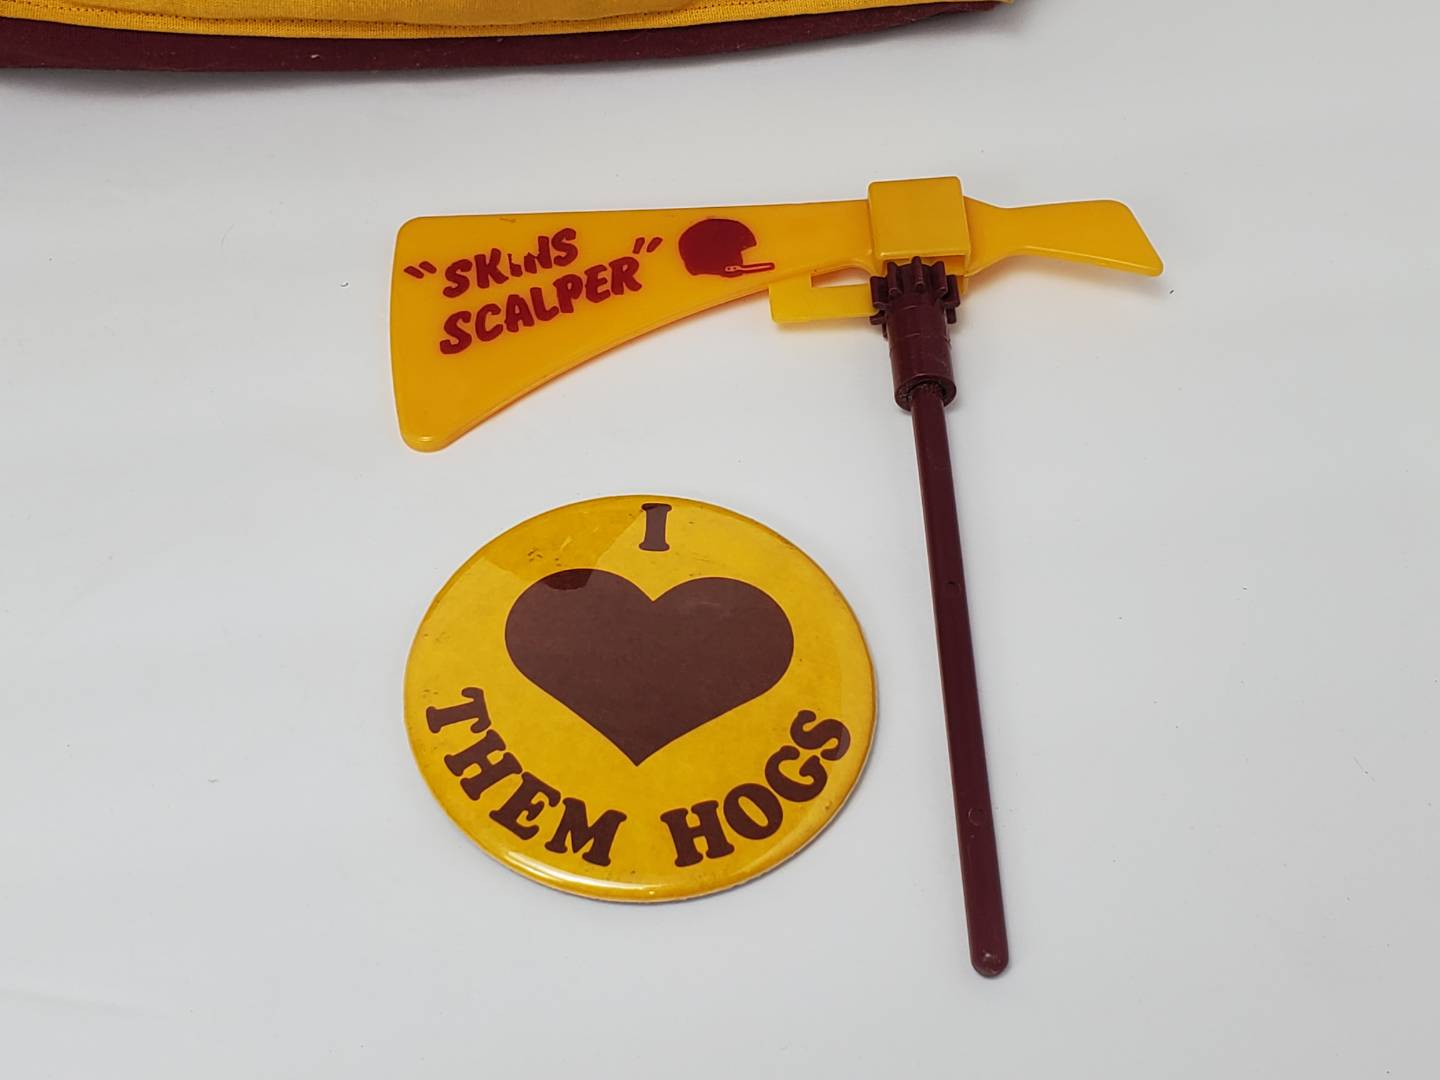 "SKINS
SCALPER"
I
THEM HOGS